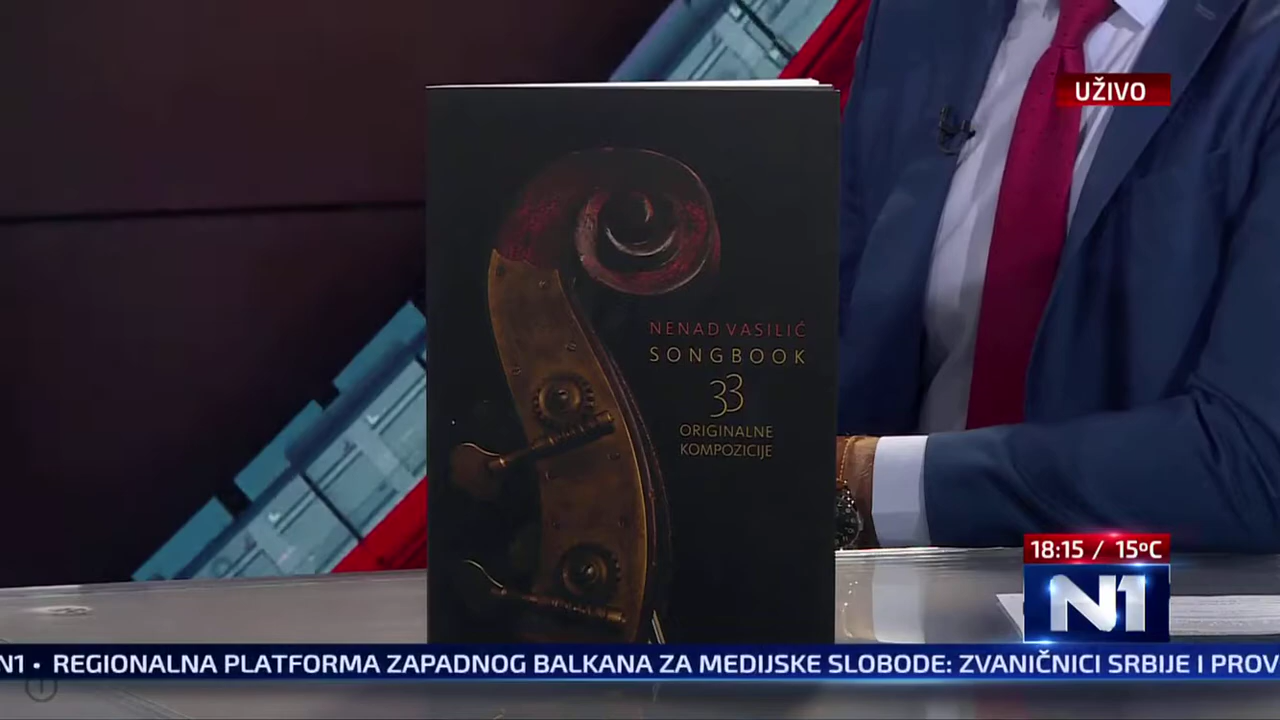 UŽIVO
NENAD VASILIĆ
SONGBOOK
33
ORIGINALNE
KOMPOZICIJE
18:15 / 15ºC
N1
N1 • REGIONALNA PLATFORMA ZAPADNOG BALKANA ZA MEDIJSKE SLOBODE: ZVANIČNICI SRBIJE I PROV